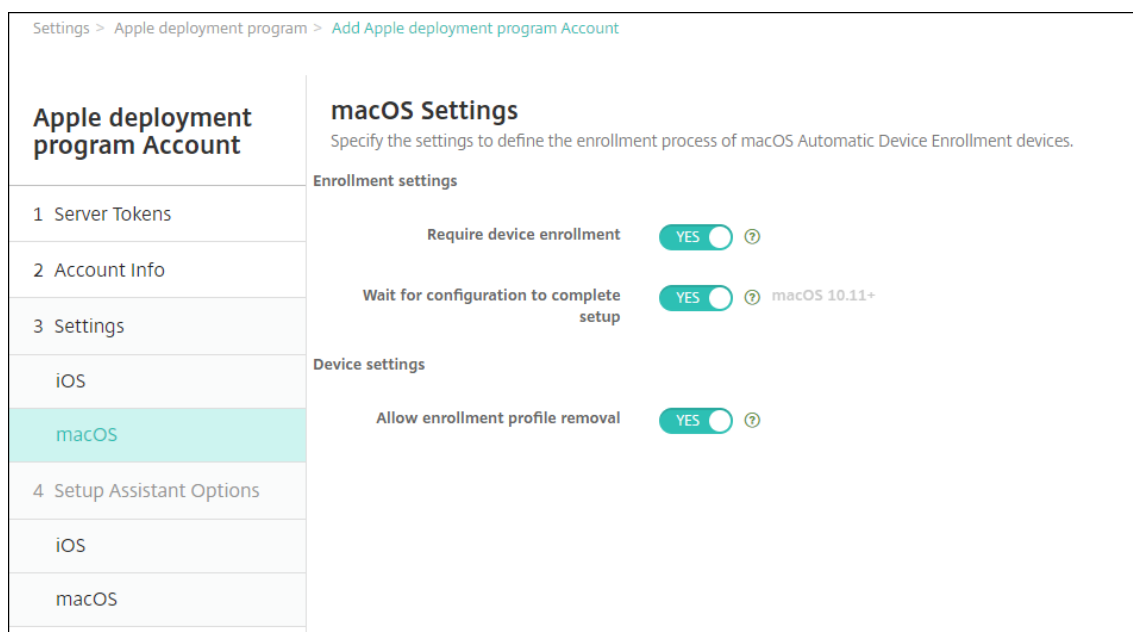 Settings > Apple deployment program > Add Apple deployment program Account
Apple deployment
program Account
1 Server Tokens
2 Account Info
3 Settings
iOS
macOS
4 Setup Assistant Options
iOS
macOS
macOS Settings
Specify the settings to define the enrollment process of macOS Automatic Device Enrollment devices.
Enrollment settings
Require device enrollment YES ?
Wait for configuration to complete
setup YES ? macOS 10.11+
Device settings
Allow enrollment profile removal YES ?